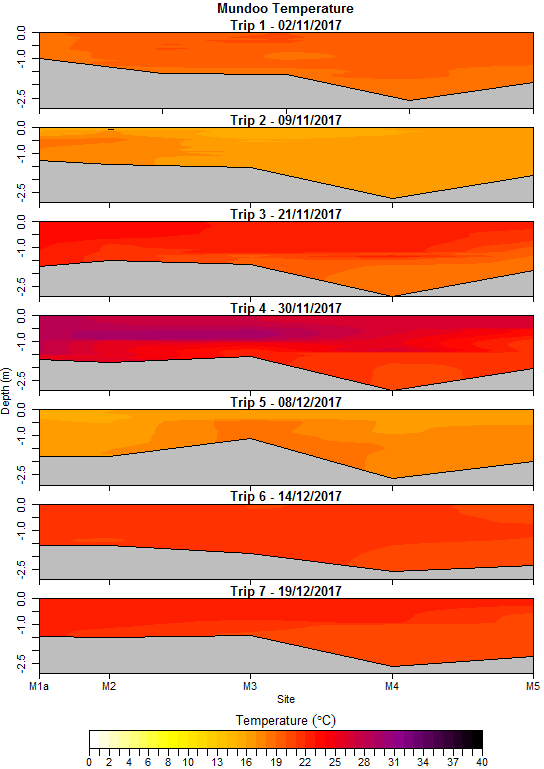 Mundoo Temperature
Trip 1 - 02/11/2017
0.0
-1.0
-2.5
Trip 2 - 09/11/2017
0.0
-1.0
-2.5
Trip 3 - 21/11/2017
0.0
-1.0
-2.5
Trip 4 - 30/11/2017
0.0
-1.0
-2.5
Depth (m)
Trip 5 - 08/12/2017
0.0
-1.0
-2.5
Trip 6 - 14/12/2017
0.0
-1.0
-2.5
Trip 7 - 19/12/2017
0.0
-1.0
-2.5
M1a M2 M3 M4 M5
Site
Temperature (°C)
0 2 4 6 8 10 13 16 19 22 25 28 31 34 37 40